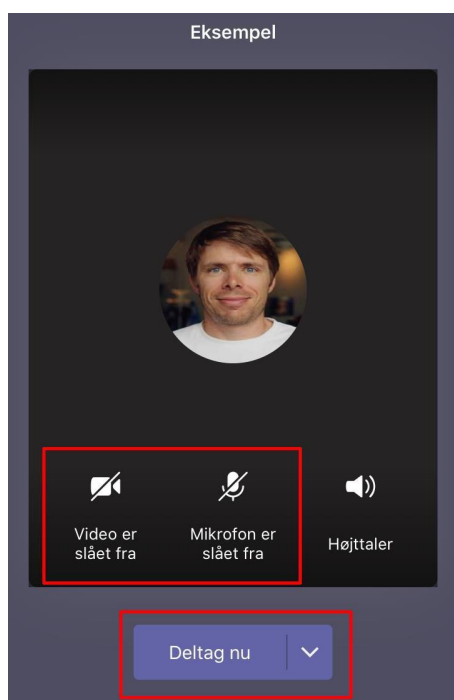 Eksempel
Video er
slået fra
Mikrofon er
slået fra
Højttaler
Deltag nu